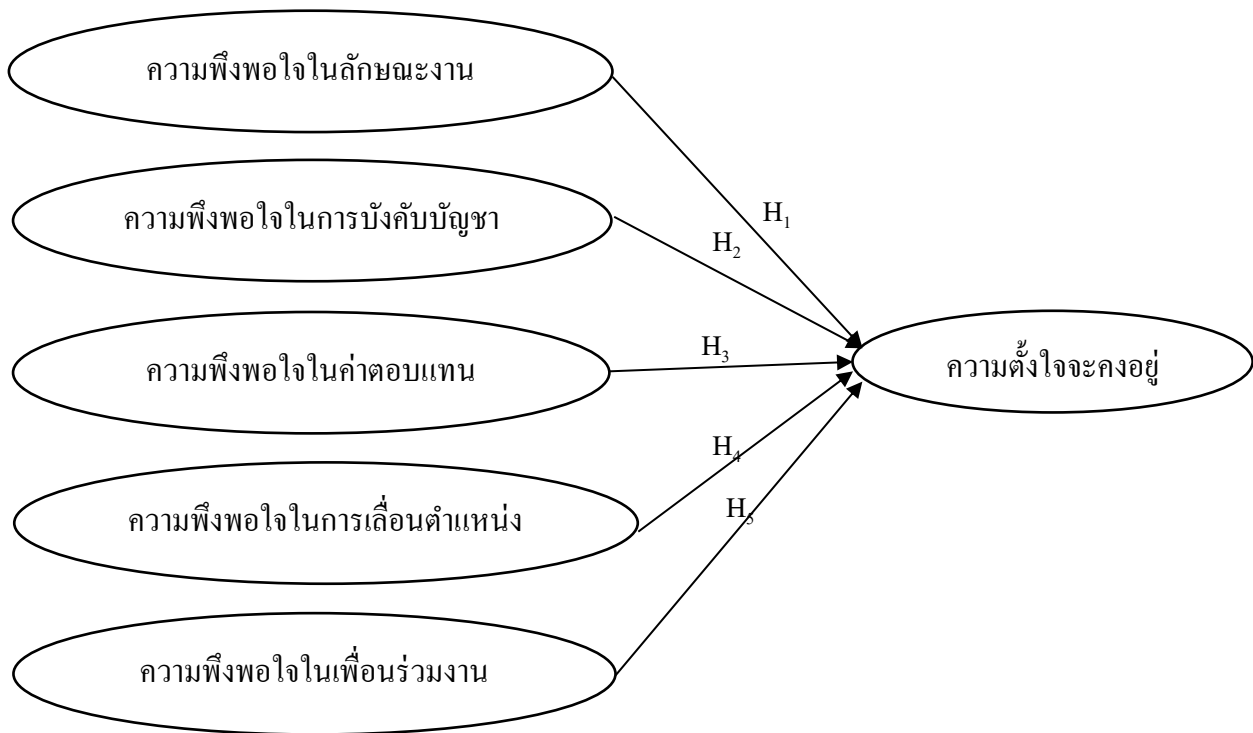 ความพึงพอใจในลักษณะงาน
ความพึงพอใจในการบังคับบัญชา
H₁
H₂
ความพึงพอใจในค่าตอบแทน
H₃
ความตั้งใจจะคงอยู่
H₄
ความพึงพอใจในการเลื่อนตำแหน่ง
H₅
ความพึงพอใจในเพื่อนร่วมงาน